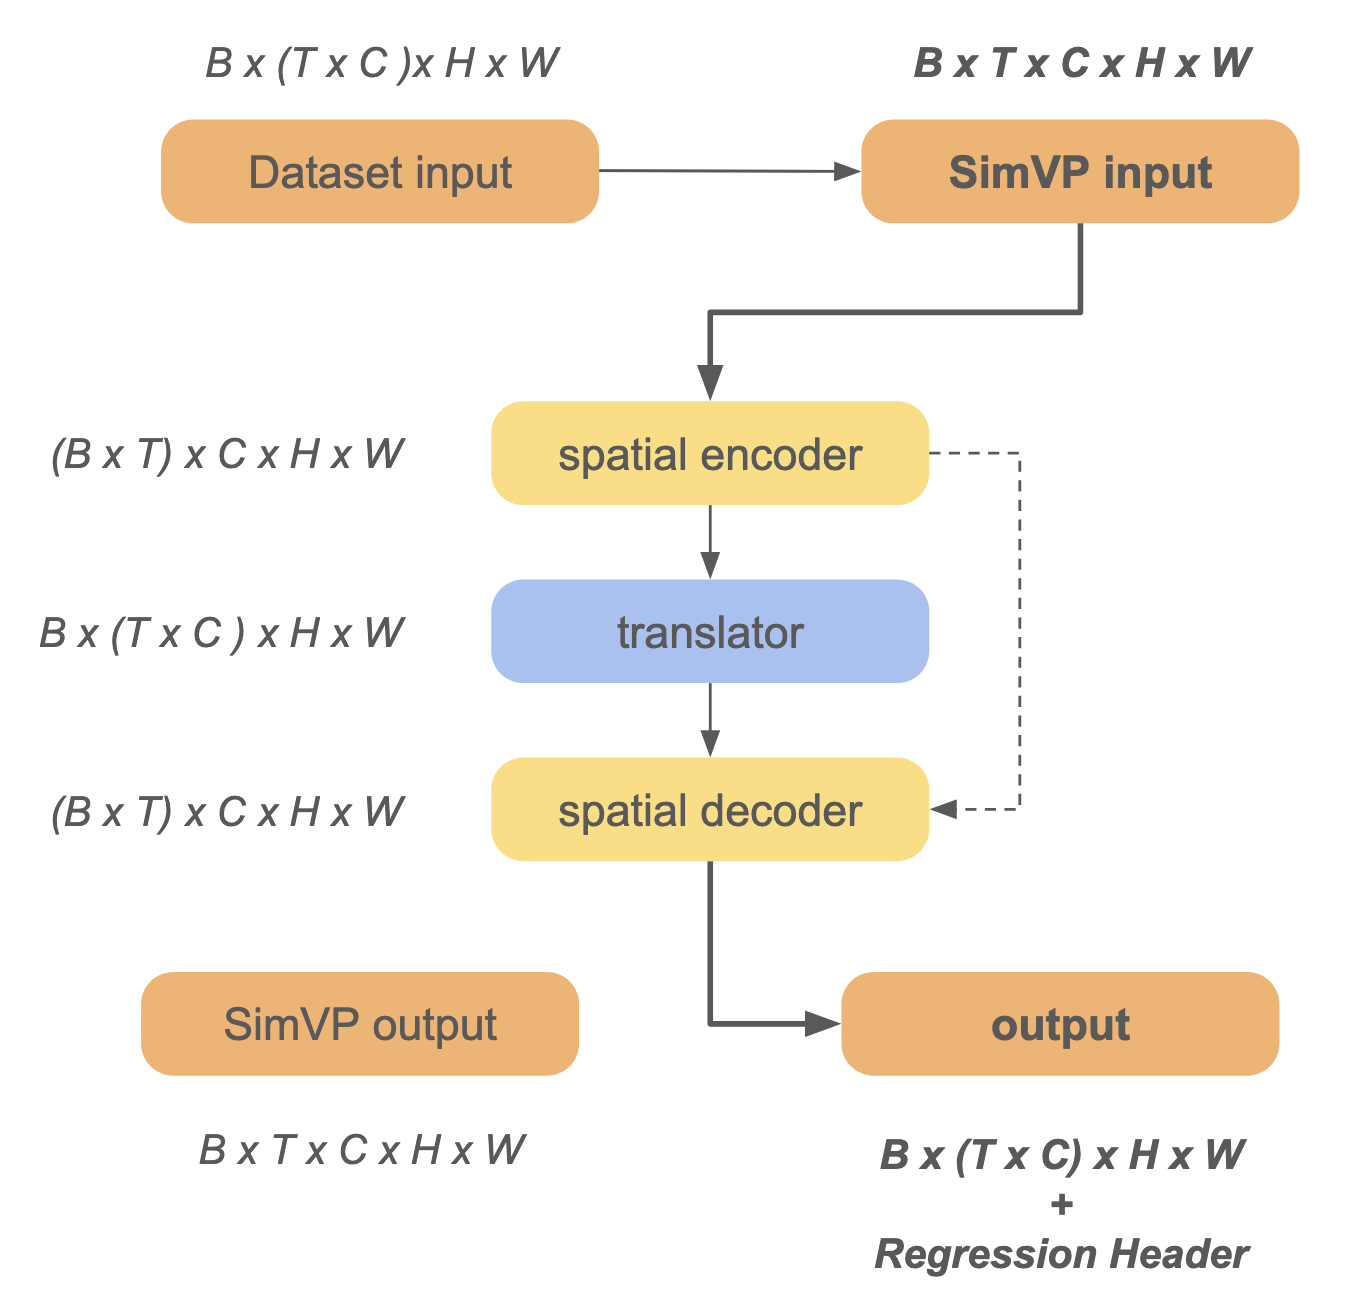 B x (T x C )x H x W
B x T x C x H x W
Dataset input
SimVP input
(B x T) x C x H x W
spatial encoder
B x (T x C ) x H x W
translator
(B x T) x C x H x W
spatial decoder
SimVP output
output
B x T x C x H x W
B x (T x C) x H x W
+
Regression Header